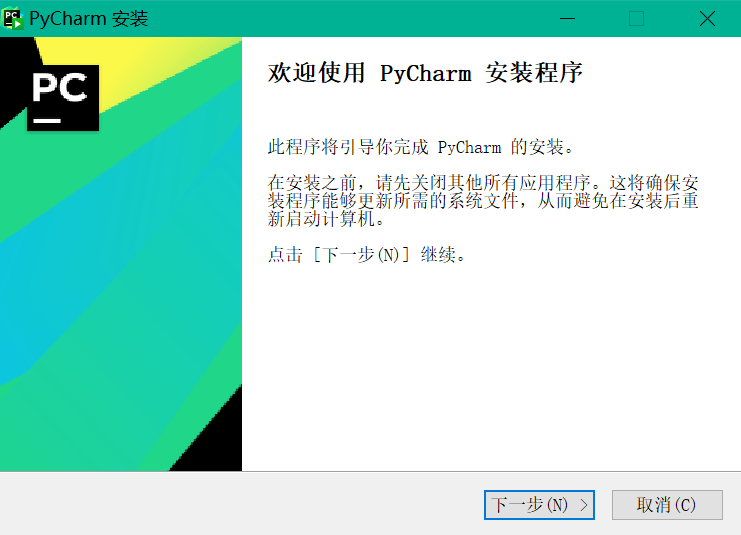 PyCharm 安装
PC
欢迎使用 PyCharm 安装程序
此程序将引导你完成 PyCharm 的安装。
在安装之前，请先关闭其他所有应用程序。这将确保安
装程序能够更新所需的系统文件，从而避免在安装后重
新启动计算机。
点击 [下一步(N)] 继续。
下一步(N) >
取消(C)